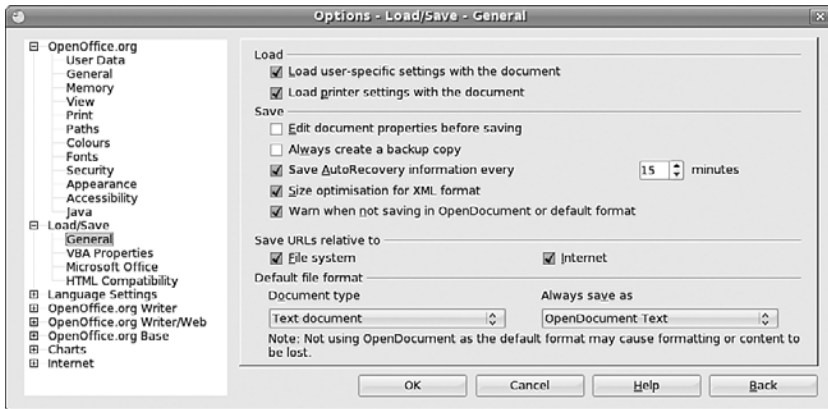 Options - Load/Save - General
OpenOffice.org
User Data
General
Memory
View
Print
Paths
Colours
Fonts
Security
Appearance
Accessibility
Java
Load/Save
General
VBA Properties
Microsoft Office
HTML Compatibility
Language Settings
OpenOffice.org Writer
OpenOffice.org Writer/Web
OpenOffice.org Base
Charts
Internet
Load
Load user-specific settings with the document
Load printer settings with the document
Save
Edit document properties before saving
Always create a backup copy
Save AutoRecovery information every 15 minutes
Size optimisation for XML format
Warn when not saving in OpenDocument or default format
Save URLs relative to
File system Internet
Default file format
Document type Always save as
Text document OpenDocument Text
Note: Not using OpenDocument as the default format may cause formatting or content to
be lost.
OK Cancel Help Back